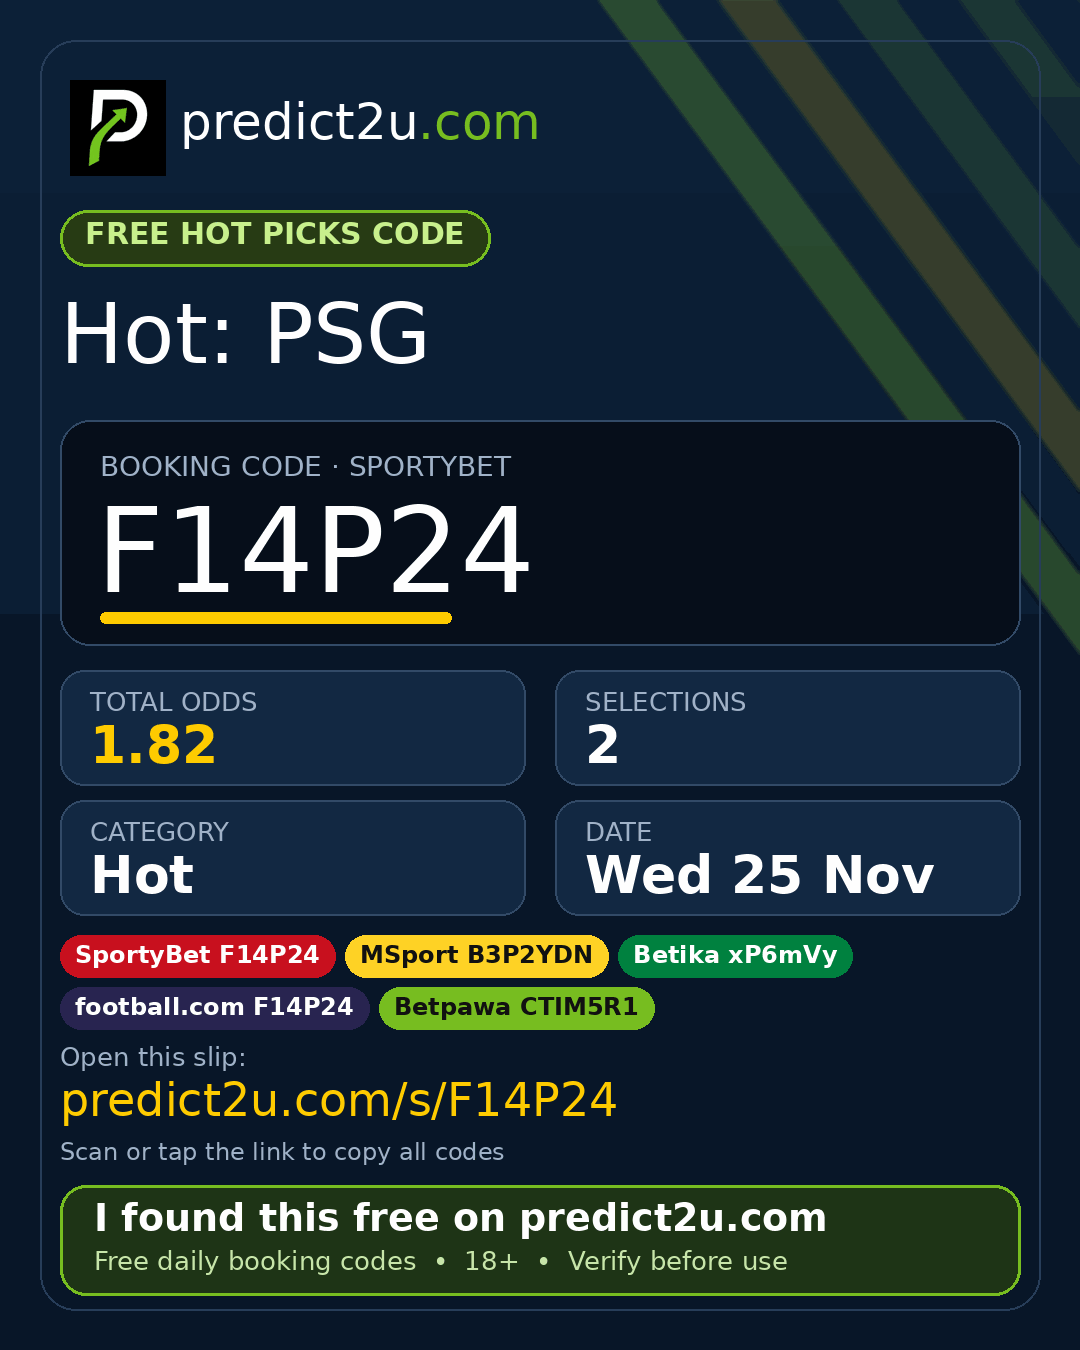 predict2u.com
FREE HOT PICKS CODE
Hot: PSG
BOOKING CODE · SPORTYBET
F14P24
TOTAL ODDS
1.82
SELECTIONS
2
CATEGORY
Hot
DATE
Wed 25 Nov
SportyBet F14P24
MSport B3P2YDN
Betika xP6mVy
football.com F14P24
Betpawa CTIM5R1
Open this slip:
predict2u.com/s/F14P24
Scan or tap the link to copy all codes
I found this free on predict2u.com
Free daily booking codes • 18+ • Verify before use